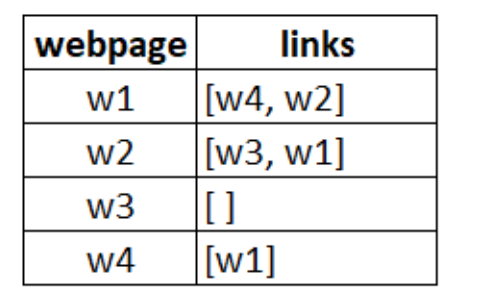 webpage links
w1 [w4, w2]
w2 [w3, w1]
w3 [ ]
w4 [w1]